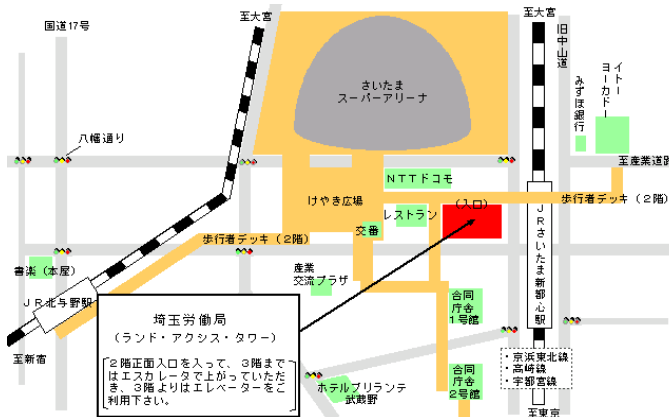 至大宮
国道17号
八幡通り
さいたま
スーパーアリーナ
至大宮
旧中山道
みずほ銀行
イトーヨーカドー
至産業道路
NTTドコモ
(入口)
歩行者デッキ(2階)
けやき広場
レストラン
交番
歩行者デッキ(2階)
JRさいたま新都心駅
書楽(本屋)
JR北与野駅
至新宿
産業
交流プラザ
合同
庁舎
1号館
合同
庁舎
2号館
ホテルブリランテ
武蔵野
・京浜東北線
・高崎線
・宇都宮線
至東京
埼玉労働局
(ランド・アクシス・タワー)
2階正面入口を入って、3階まで
はエスカレータで上がっていただ
き、3階よりはエレベーターをご
利用下さい。